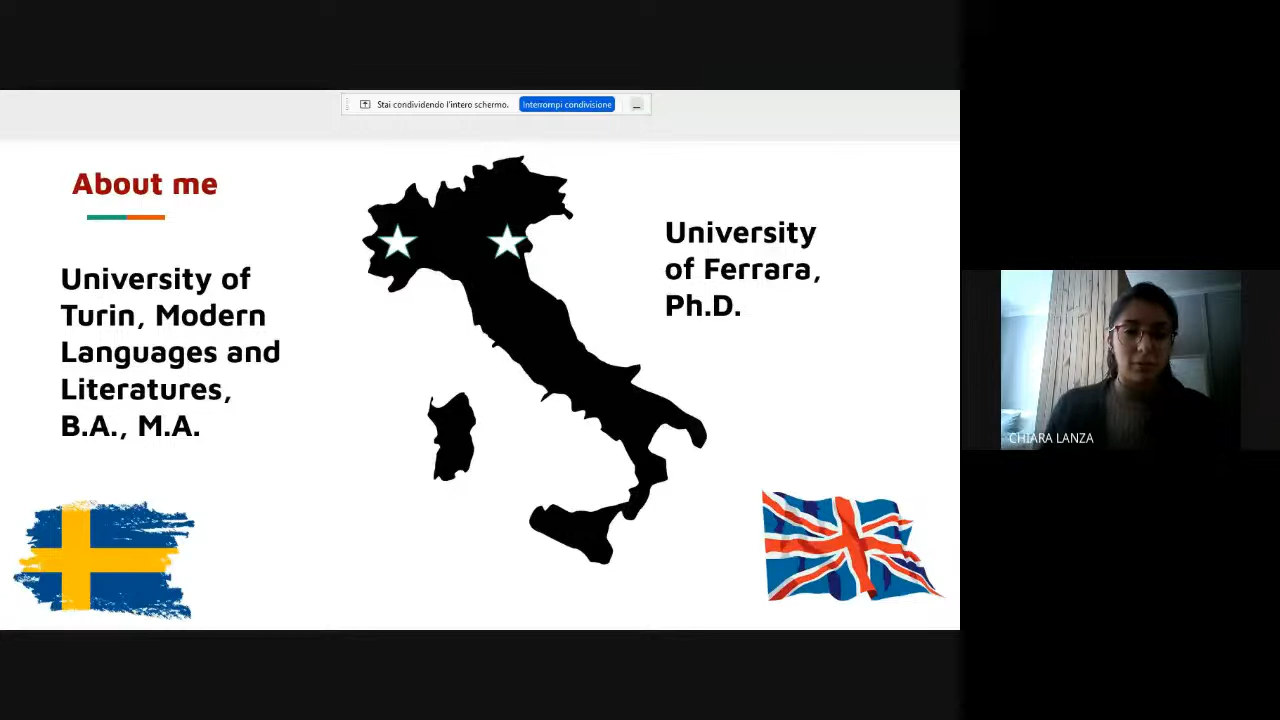 Stai condividendo l'intero schermo. Interrompi condivisione
About me
University of
Turin, Modern
Languages and
Literatures,
B.A., M.A.
University
of Ferrara,
Ph.D.
CHIARA LANZA